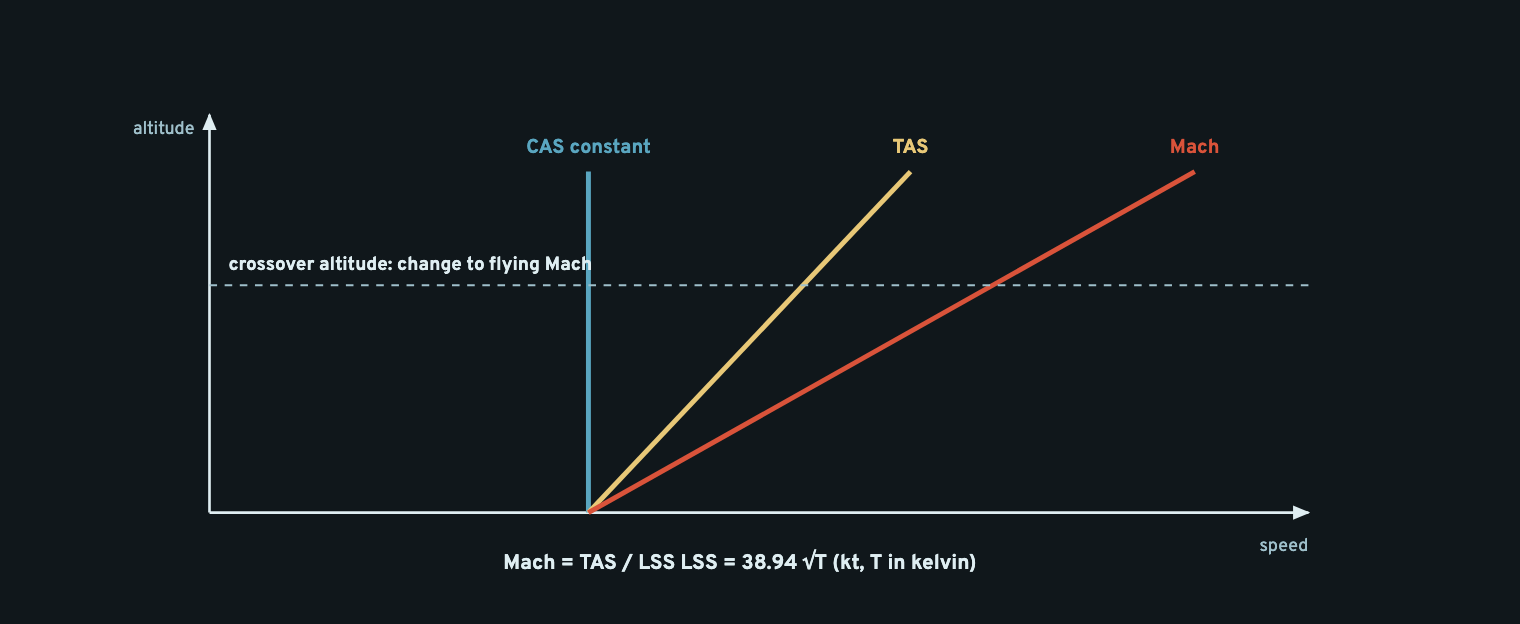 altitude
CAS constant
TAS
Mach
crossover altitude: change to flying Mach
speed
Mach = TAS / LSS LSS = 38.94 √T (kt, T in kelvin)